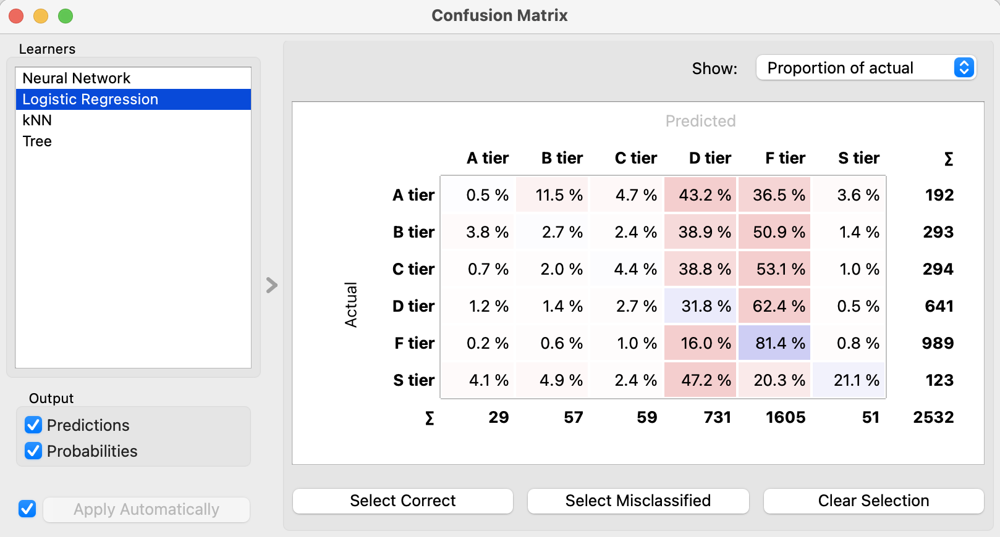 Confusion Matrix
Learners
Neural Network
Logistic Regression
kNN
Tree
Output
Predictions
Probabilities
Apply Automatically
Show: Proportion of actual
Predicted
A tier B tier C tier D tier F tier S tier Σ
Actual
A tier 0.5 % 11.5 % 4.7 % 43.2 % 36.5 % 3.6 % 192
B tier 3.8 % 2.7 % 2.4 % 38.9 % 50.9 % 1.4 % 293
C tier 0.7 % 2.0 % 4.4 % 38.8 % 53.1 % 1.0 % 294
D tier 1.2 % 1.4 % 2.7 % 31.8 % 62.4 % 0.5 % 641
F tier 0.2 % 0.6 % 1.0 % 16.0 % 81.4 % 0.8 % 989
S tier 4.1 % 4.9 % 2.4 % 47.2 % 20.3 % 21.1 % 123
Σ 29 57 59 731 1605 51 2532
Select Correct Select Misclassified Clear Selection